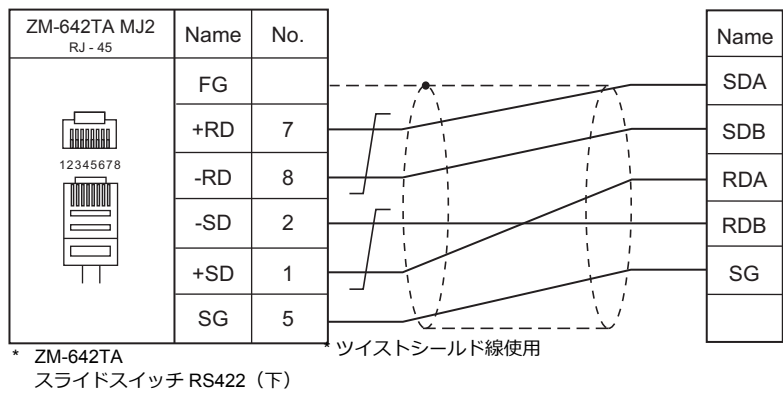 ZM-642TA MJ2
RJ - 45
Name No.
Name
FG
SDA
+RD 7
SDB
12345678
-RD 8
RDA
-SD 2
RDB
+SD 1
SG
SG 5
* ZM-642TA
スライドスイッチ RS422（下）
* ツイストシールド線使用